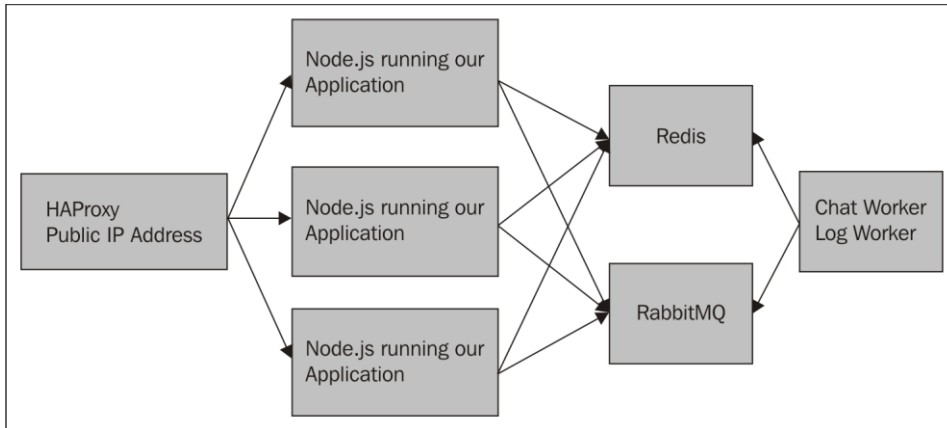 HAProxy
Public IP Address
Node.js running our
Application
Node.js running our
Application
Node.js running our
Application
Redis
RabbitMQ
Chat Worker
Log Worker